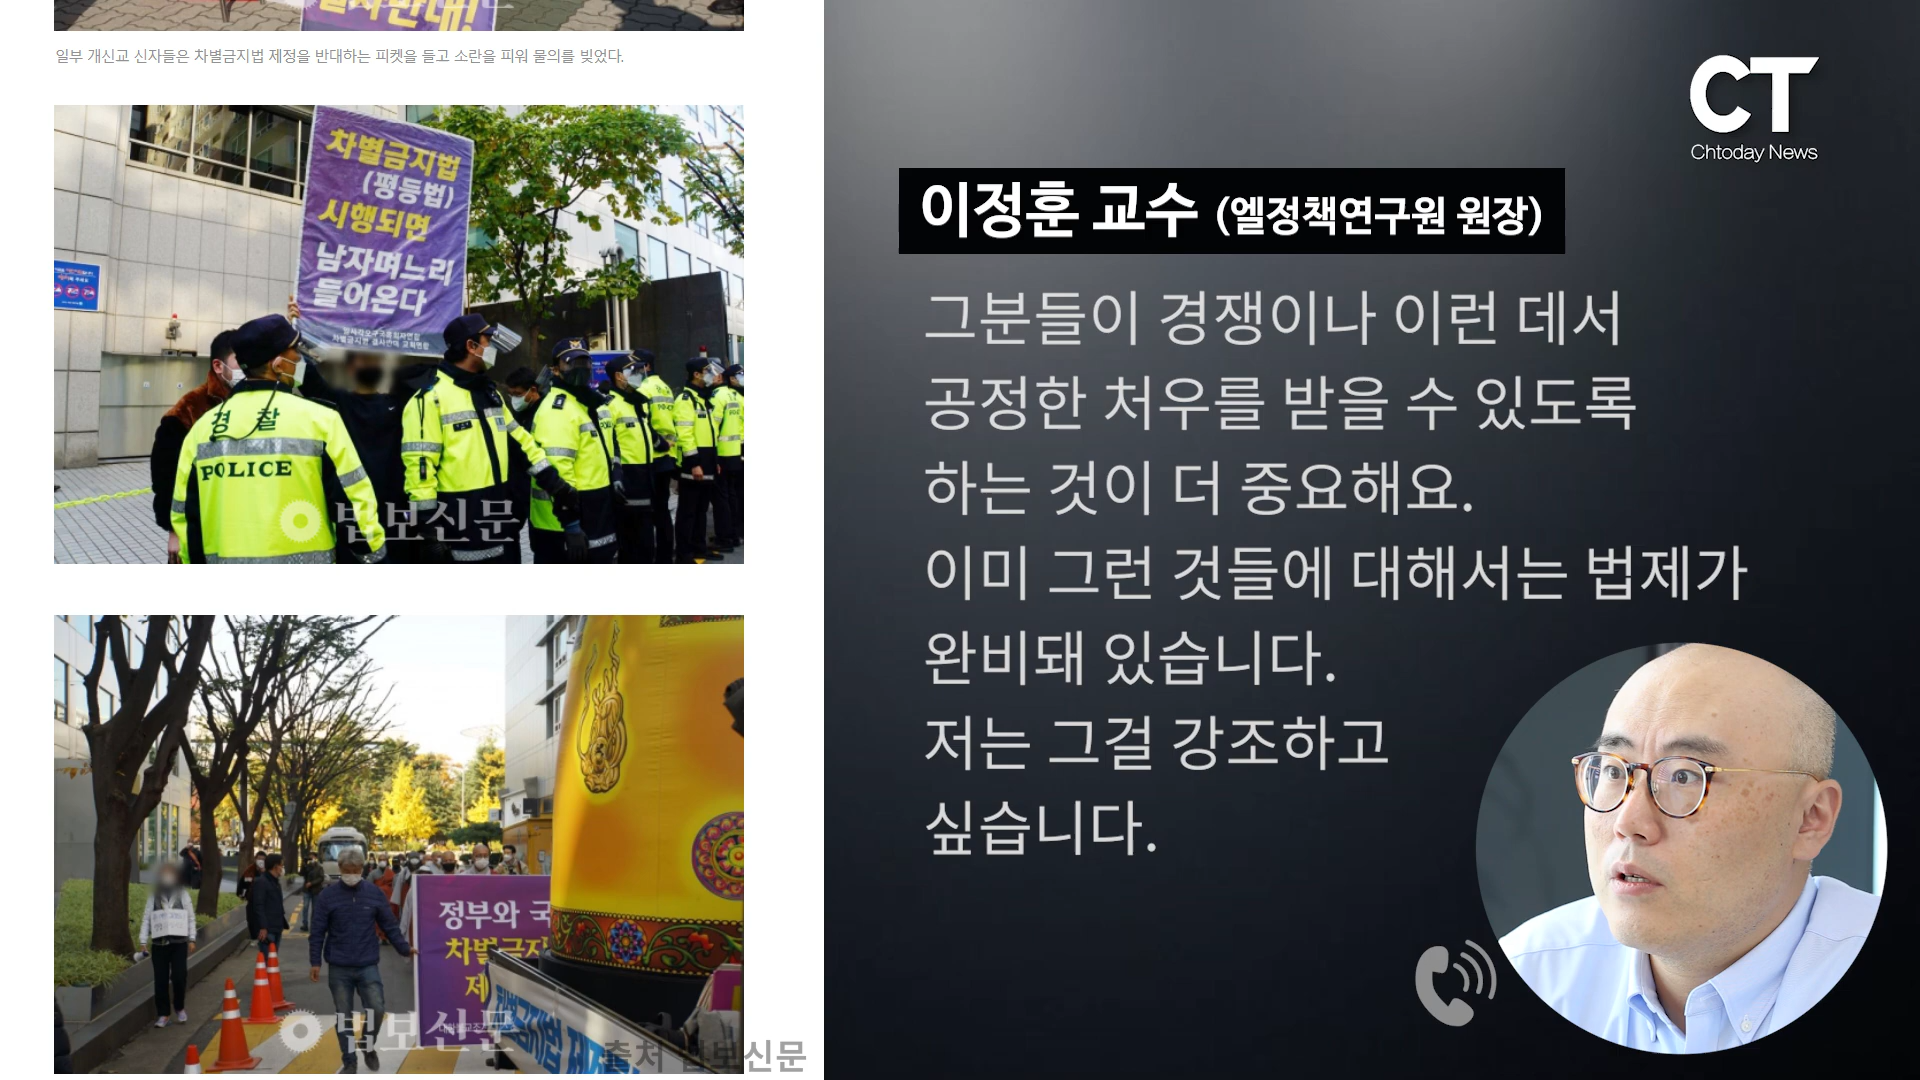 결사반대!
일부 개신교 신자들은 차별금지법 제정을 반대하는 피켓을 들고 소란을 피워 물의를 빚었다.
차별금지법
(평등법)
시행되면
남자며느리
들어온다
경찰
POLICE
법보신문
정부와 국
차별금지
제
법보신문
출처 법보신문
CT
Chtoday News
이정훈 교수 (엘정책연구원 원장)
그분들이 경쟁이나 이런 데서
공정한 처우를 받을 수 있도록
하는 것이 더 중요해요.
이미 그런 것들에 대해서는 법제가
완비돼 있습니다.
저는 그걸 강조하고
싶습니다.